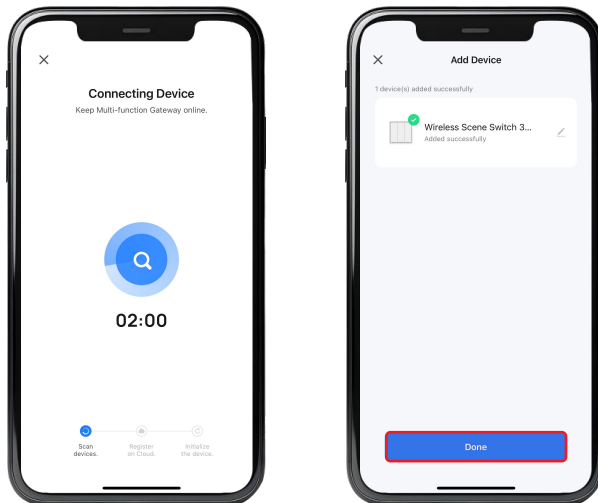 Connecting Device
Keep Multi-function Gateway online.
02:00
Scan
devices.
Register
on Cloud.
Initialize
the device.
Add Device
1 device(s) added successfully
Wireless Scene Switch 3...
Added successfully
Done